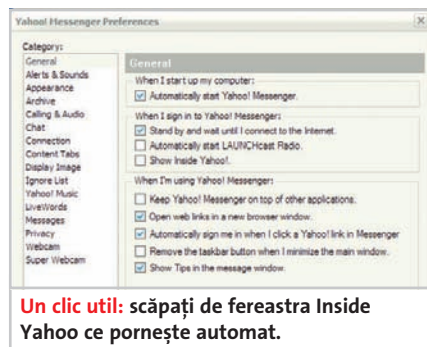 Yahoo! Messenger Preferences
Category:
General
Alerts & Sounds
Appearance
Archive
Calling & Audio
Chat
Connection
Content Tabs
Display Image
Ignore List
Yahoo! Music
LiveWords
Messages
Privacy
Webcam
Super Webcam
General
When I start up my computer:
Automatically start Yahoo! Messenger.
When I sign in to Yahoo! Messenger:
Stand by and wait until I connect to the Internet.
Automatically start LAUNCHcast Radio.
Show Inside Yahoo!.
When I'm using Yahoo! Messenger:
Keep Yahoo! Messenger on top of other applications.
Open web links in a new browser window.
Automatically sign me in when I click a Yahoo! link in Messenger
Remove the taskbar button when I minimize the main window.
Show Tips in the message window.
Un clic util: scăpați de fereastra Inside
Yahoo ce pornește automat.